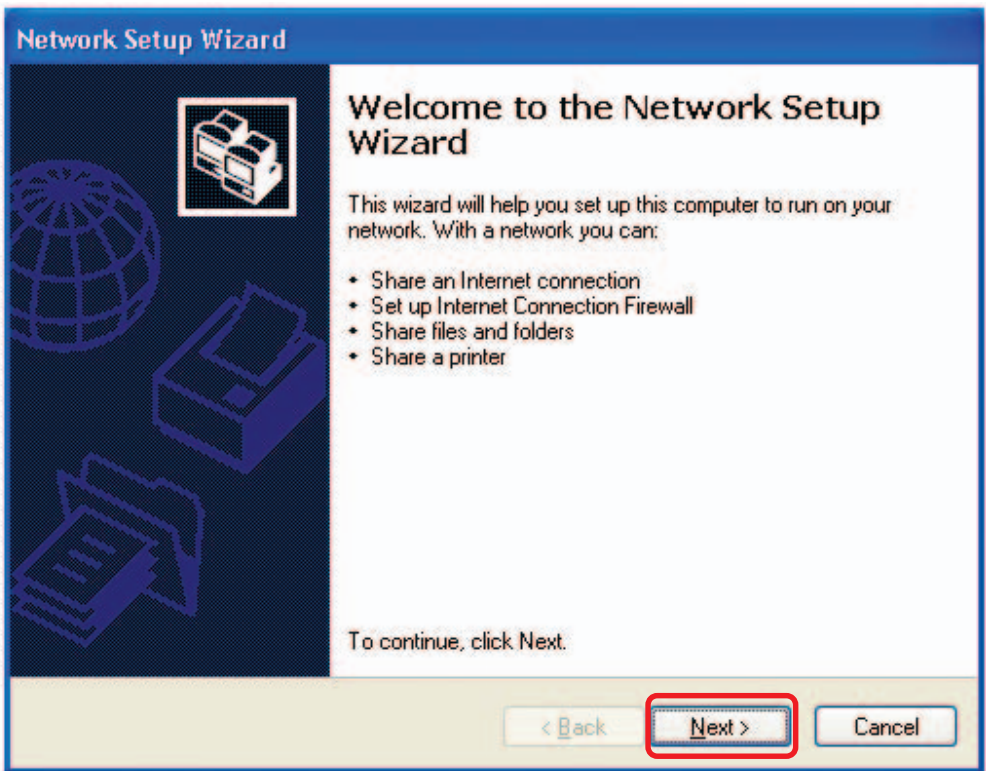 Network Setup Wizard
Welcome to the Network Setup
Wizard
This wizard will help you set up this computer to run on your
network. With a network you can:
• Share an Internet connection
• Set up Internet Connection Firewall
• Share files and folders
• Share a printer
To continue, click Next.
< Back Next > Cancel